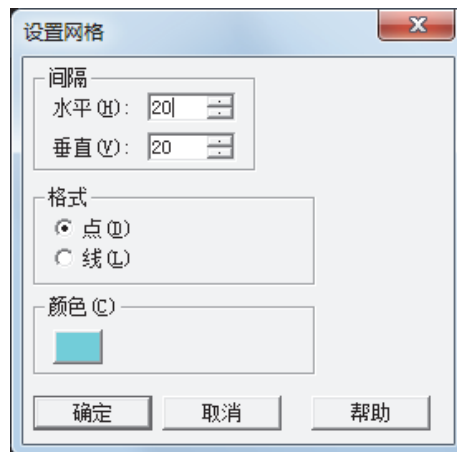 设置网格
间隔
水平(H): 20
垂直(V): 20
格式
点(D)
线(L)
颜色(C)
确定 取消 帮助